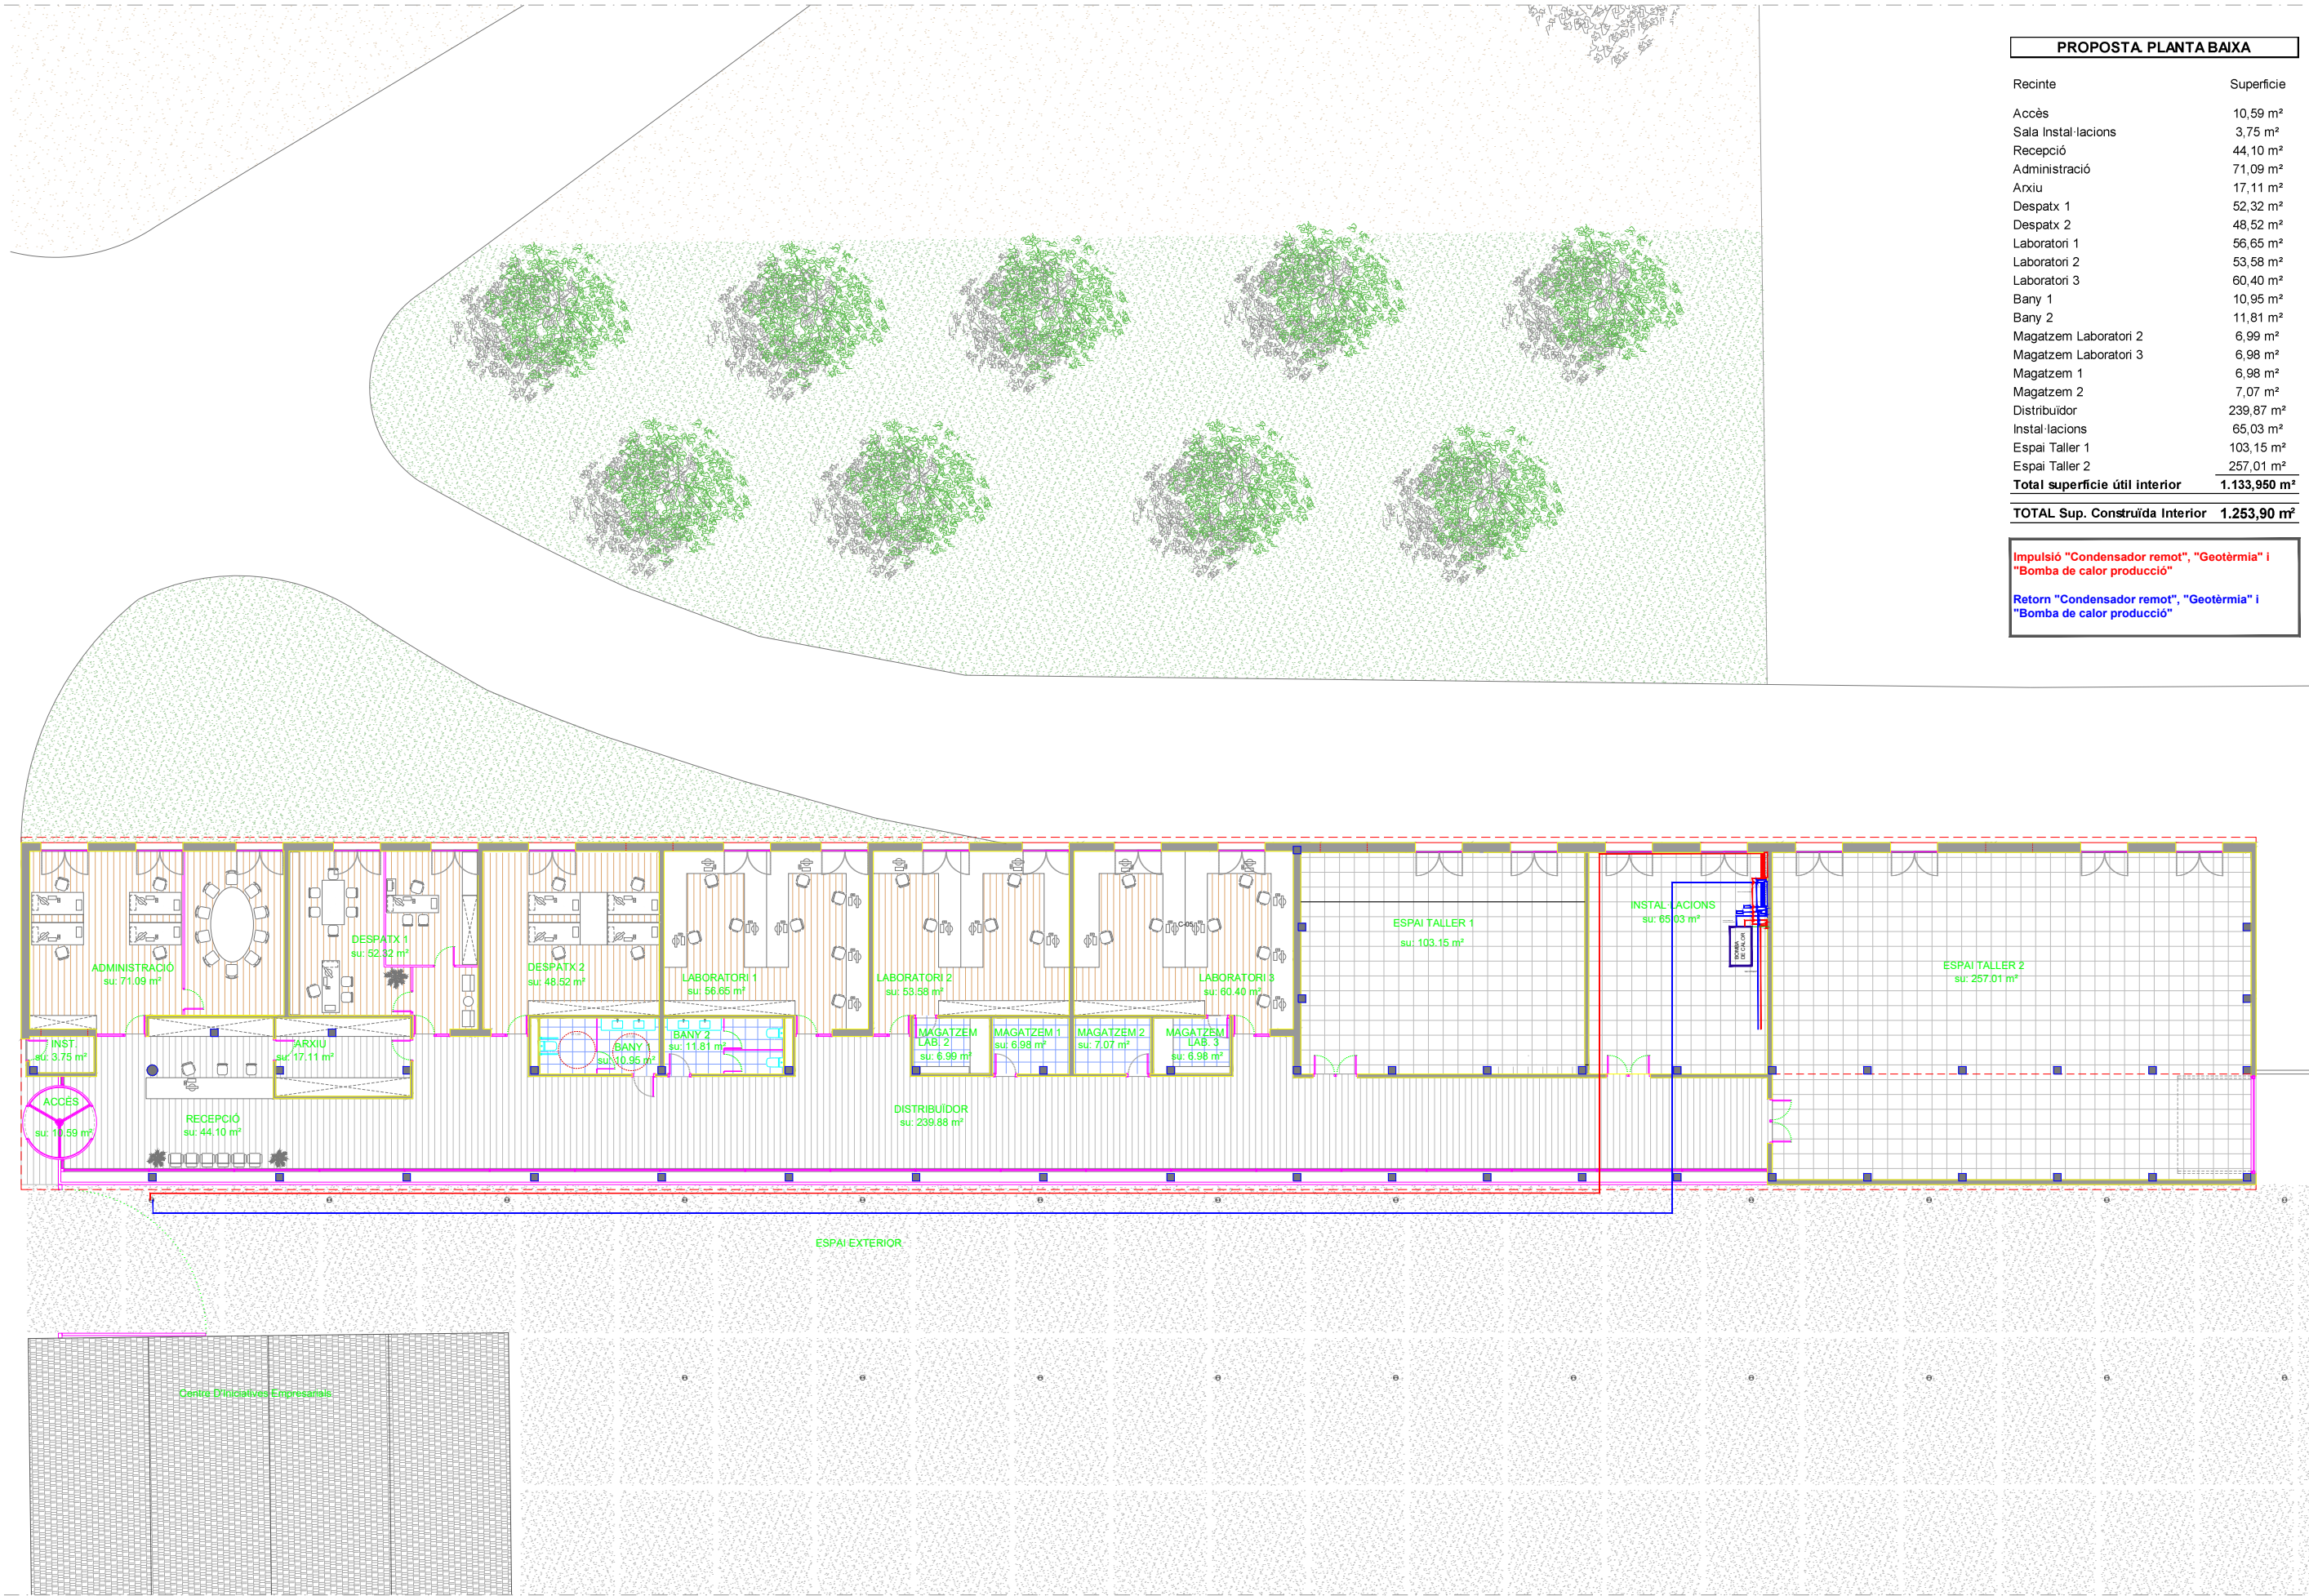 PROPOSTA. PLANTA BAIXA
Recinte Superficie
Accès 10,59 m²
Sala Instal·lacions 3,75 m²
Recepció 44,10 m²
Administració 71,09 m²
Arxiu 17,11 m²
Despatx 1 52,32 m²
Despatx 2 48,52 m²
Laboratori 1 56,65 m²
Laboratori 2 53,58 m²
Laboratori 3 60,40 m²
Bany 1 10,95 m²
Bany 2 11,81 m²
Magatzem Laboratori 2 6,99 m²
Magatzem Laboratori 3 6,98 m²
Magatzem 1 6,98 m²
Magatzem 2 7,07 m²
Distribuïdor 239,87 m²
Instal·lacions 65,03 m²
Espai Taller 1 103,15 m²
Espai Taller 2 257,01 m²
Total superfície útil interior 1.133,950 m²
TOTAL Sup. Construïda Interior 1.253,90 m²
Impulsió "Condensador remot", "Geotèrmia" i
"Bomba de calor producció"
Retorn "Condensador remot", "Geotèrmia" i
"Bomba de calor producció"
ADMINISTRACIÓ
su: 71.09 m²
DESPATX 1
su: 52.32 m²
DESPATX 2
su: 48.52 m²
LABORATORI 1
su: 56.65 m²
LABORATORI 2
su: 53.58 m²
C-05
LABORATORI 3
su: 60.40 m²
ESPAI TALLER 1
su: 103.15 m²
INSTAL·LACIONS
su: 65.03 m²
BOMBA
DE CALOR
ESPAI TALLER 2
su: 257.01 m²
INST.
su: 3.75 m²
ARXIU
su: 17.11 m²
BANY 1
su: 10.95 m²
BANY 2
su: 11.81 m²
MAGATZEM
LAB. 2
su: 6.99 m²
MAGATZEM 1
su: 6.98 m²
MAGATZEM 2
su: 7.07 m²
MAGATZEM
LAB. 3
su: 6.98 m²
ACCÈS
su: 10.59 m²
RECEPCIÓ
su: 44.10 m²
DISTRIBUÏDOR
su: 239.88 m²
ESPAI EXTERIOR
Centre D'Iniciatives Empresarials